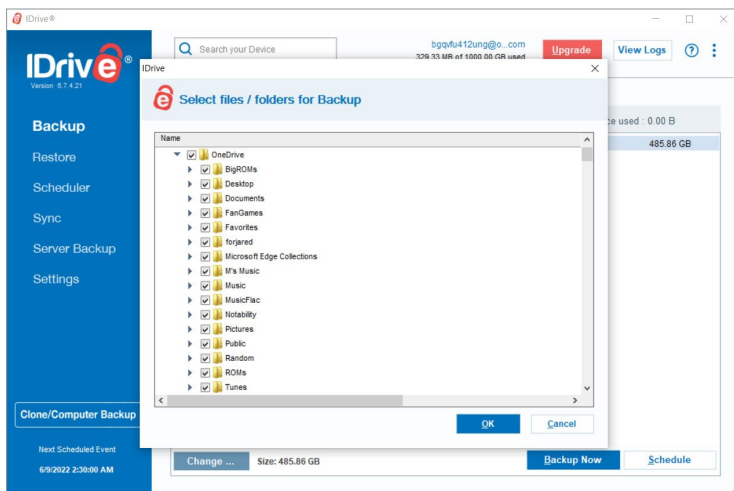 IDrive®
Search your Device
bgqvfu412ung@o...com
329.33 MB of 1000.00 GB used
Upgrade
View Logs
IDrive®
Version 6.7.4.21
IDrive
Select files / folders for Backup
ce used : 0.00 B
485.86 GB
Backup
Restore
Scheduler
Sync
Server Backup
Settings
Name
OneDrive
BigROMs
Desktop
Documents
FanGames
Favorites
forjared
Microsoft Edge Collections
M's Music
Music
MusicFlac
Notability
Pictures
Public
Random
ROMs
Tunes
OK
Cancel
Clone/Computer Backup
Next Scheduled Event
6/9/2022 2:30:00 AM
Change ...
Size: 485.86 GB
Backup Now
Schedule